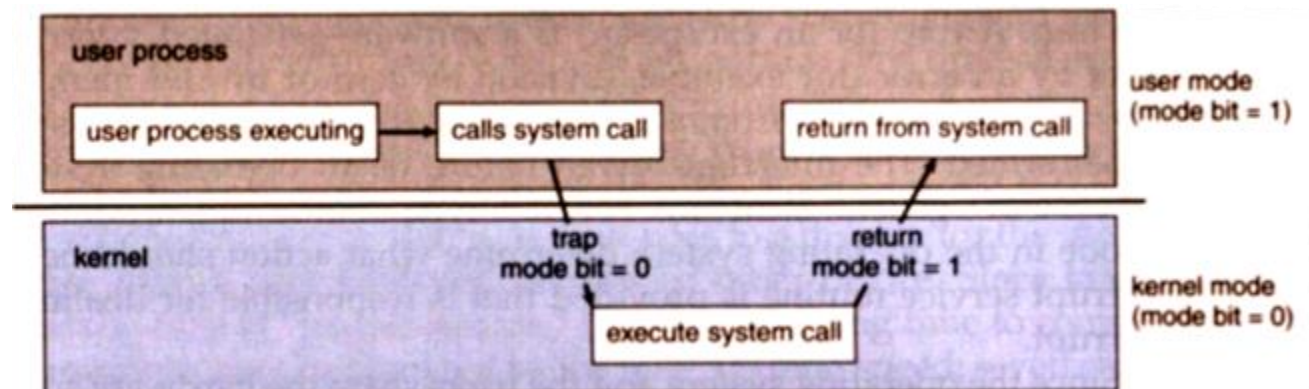 user process
user process executing
calls system call
return from system call
user mode
(mode bit = 1)
trap
mode bit = 0
return
mode bit = 1
kernel
execute system call
kernel mode
(mode bit = 0)